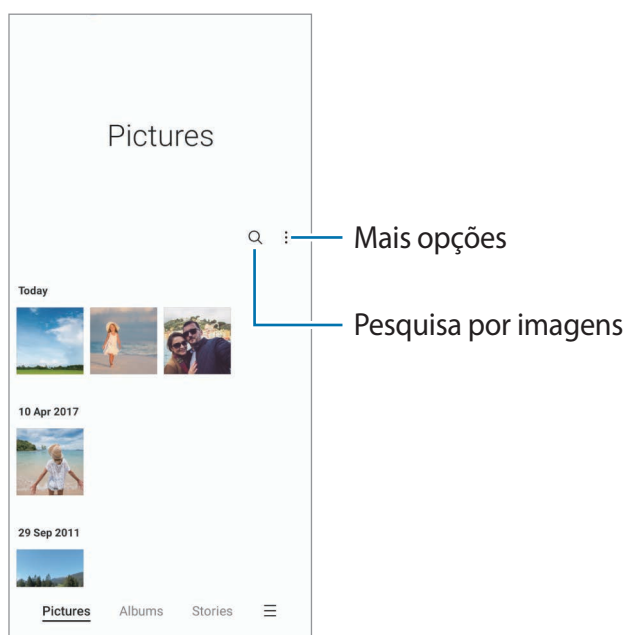 Pictures
Mais opções
Pesquisa por imagens
Today
10 Apr 2017
29 Sep 2011
Pictures Albums Stories